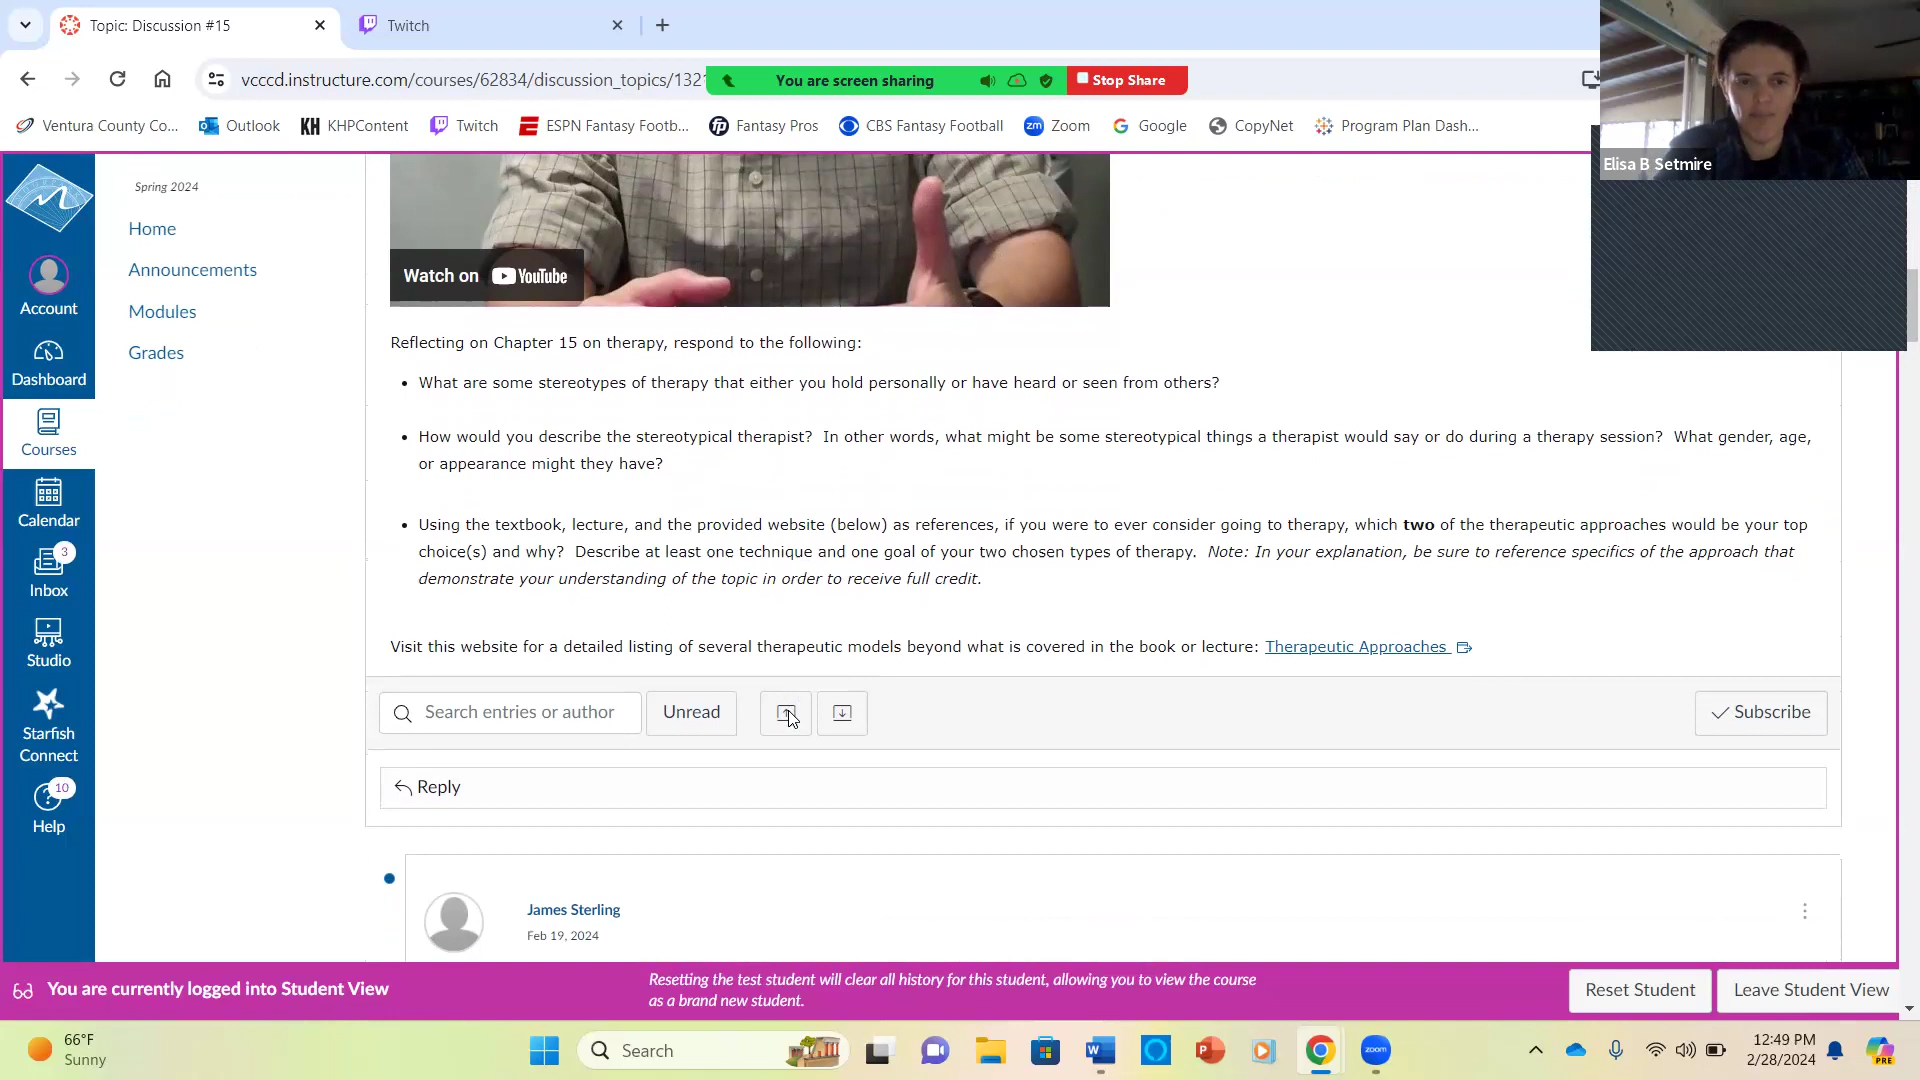 Topic: Discussion #15
Twitch
vcccd.instructure.com/courses/62834/discussion_topics/132
You are screen sharing
Stop Share
Ventura County Co...
Outlook
KH KHPContent
Twitch
ESPN Fantasy Footb...
fp Fantasy Pros
CBS Fantasy Football
zm Zoom
Google
CopyNet
Program Plan Dash...
Elisa B Setmire
Spring 2024
Home
Announcements
Modules
Grades
Account
Dashboard
Courses
Calendar
3
Inbox
Studio
Starfish
Connect
10
Help
Watch on YouTube
Reflecting on Chapter 15 on therapy, respond to the following:
• What are some stereotypes of therapy that either you hold personally or have heard or seen from others?
• How would you describe the stereotypical therapist? In other words, what might be some stereotypical things a therapist would say or do during a therapy session? What gender, age,
or appearance might they have?
• Using the textbook, lecture, and the provided website (below) as references, if you were to ever consider going to therapy, which two of the therapeutic approaches would be your top
choice(s) and why? Describe at least one technique and one goal of your two chosen types of therapy. Note: In your explanation, be sure to reference specifics of the approach that
demonstrate your understanding of the topic in order to receive full credit.
Visit this website for a detailed listing of several therapeutic models beyond what is covered in the book or lecture: Therapeutic Approaches
Search entries or author
Unread
Subscribe
Reply
James Sterling
Feb 19, 2024
You are currently logged into Student View
Resetting the test student will clear all history for this student, allowing you to view the course
as a brand new student.
Reset Student
Leave Student View
66°F
Sunny
Search
W
P
zoom
12:49 PM
2/28/2024
PRE